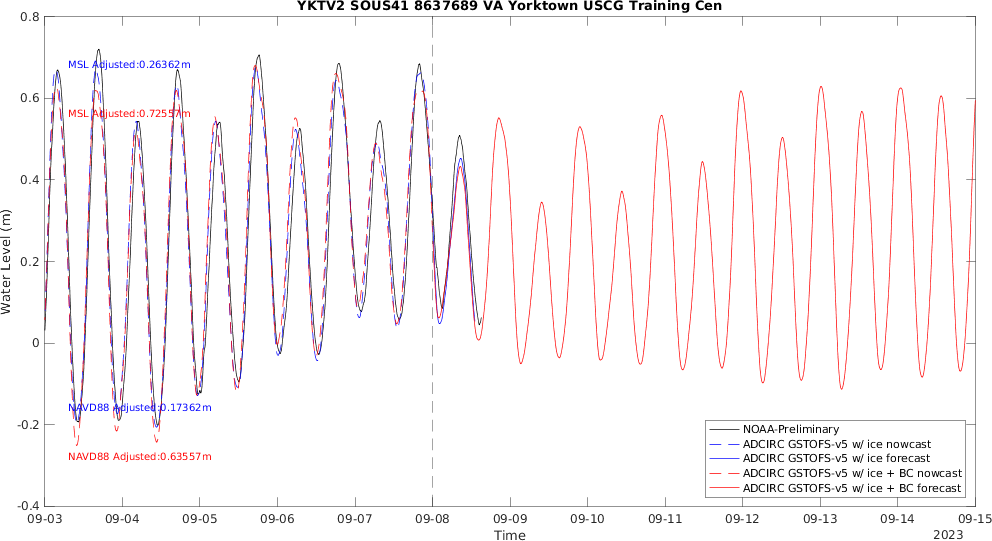 YKTV2 SOUS41 8637689 VA Yorktown USCG Training Cen
0.8
0.6
0.4
0.2
0
-0.2
-0.4
Water Level (m)
MSL Adjusted:0.26362m
MSL Adjusted:0.72557m
NAVD88 Adjusted:0.17362m
NAVD88 Adjusted:0.63557m
NOAA-Preliminary
ADCIRC GSTOFS-v5 w/ ice nowcast
ADCIRC GSTOFS-v5 w/ ice forecast
ADCIRC GSTOFS-v5 w/ ice + BC nowcast
ADCIRC GSTOFS-v5 w/ ice + BC forecast
09-03 09-04 09-05 09-06 09-07 09-08 09-09 09-10 09-11 09-12 09-13 09-14 09-15
Time
2023